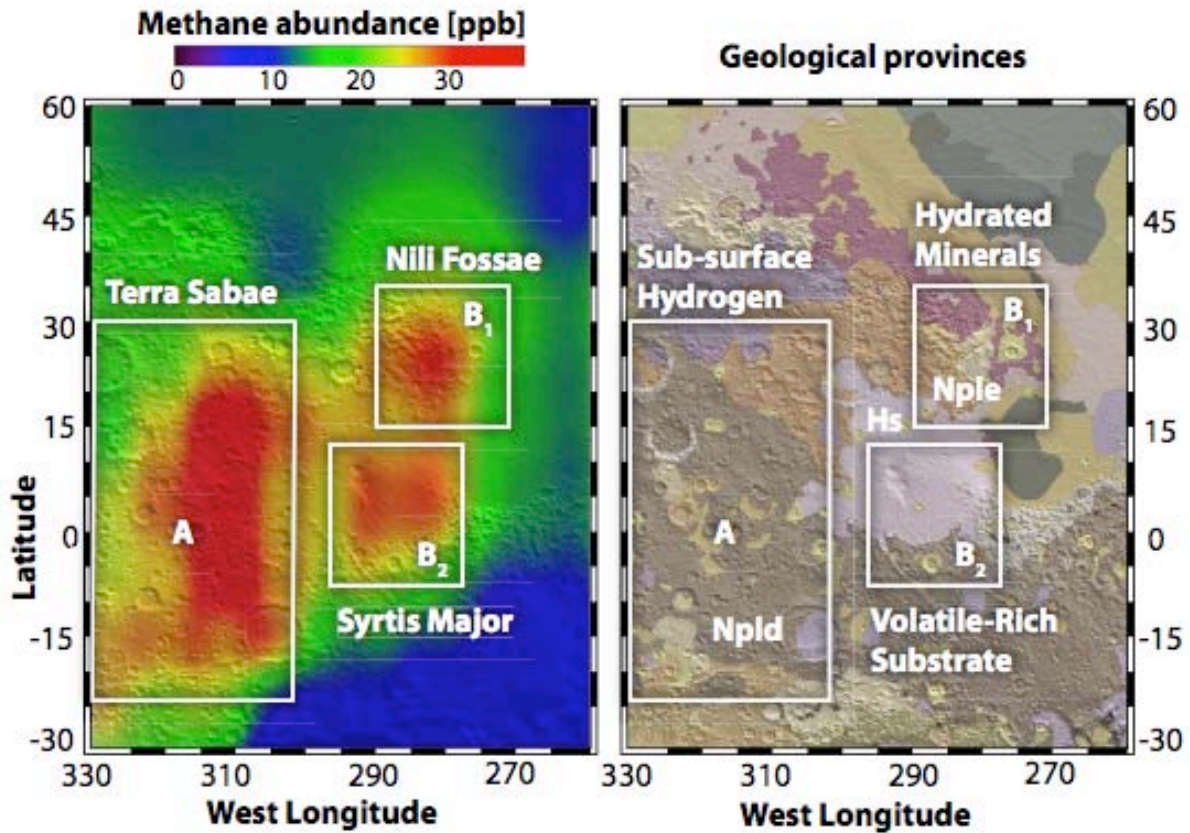 Methane abundance [ppb]
0 10 20 30
Geological provinces
60
45
30
15
0
-15
-30
Latitude
330 310 290 270
West Longitude
Nili Fossae
Terra Sabae
B1
A
B2
Syrtis Major
Hydrated
Minerals
Sub-surface
Hydrogen
B1
Nple
Hs
A
B2
Npld
Volatile-Rich
Substrate
60
45
30
15
0
-15
-30
330 310 290 270
West Longitude